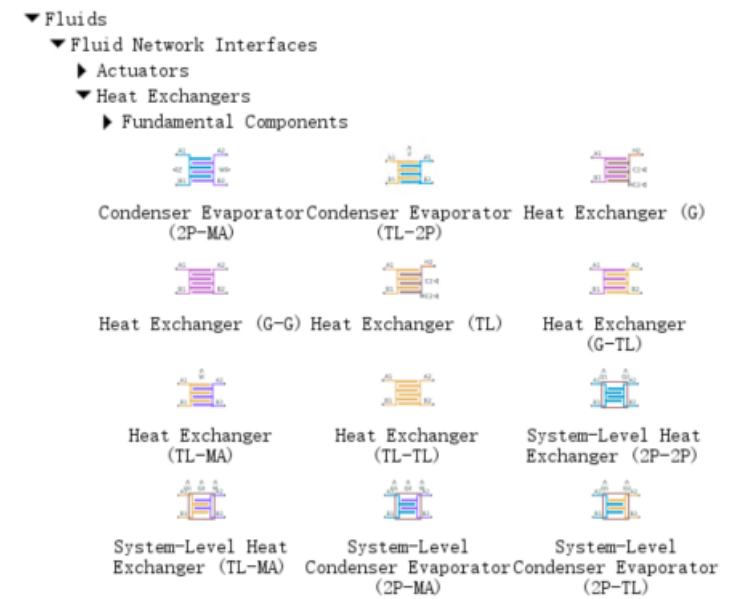 Fluids
Fluid Network Interfaces
Actuators
Heat Exchangers
Fundamental Components
Condenser Evaporator (2P-MA)
Condenser Evaporator (TL-2P)
Heat Exchanger (G)
Heat Exchanger (G-G)
Heat Exchanger (TL)
Heat Exchanger (G-TL)
Heat Exchanger (TL-MA)
Heat Exchanger (TL-TL)
System-Level Heat Exchanger (2P-2P)
System-Level Heat Exchanger (TL-MA)
System-Level Condenser Evaporator (2P-MA)
System-Level Condenser Evaporator (2P-TL)